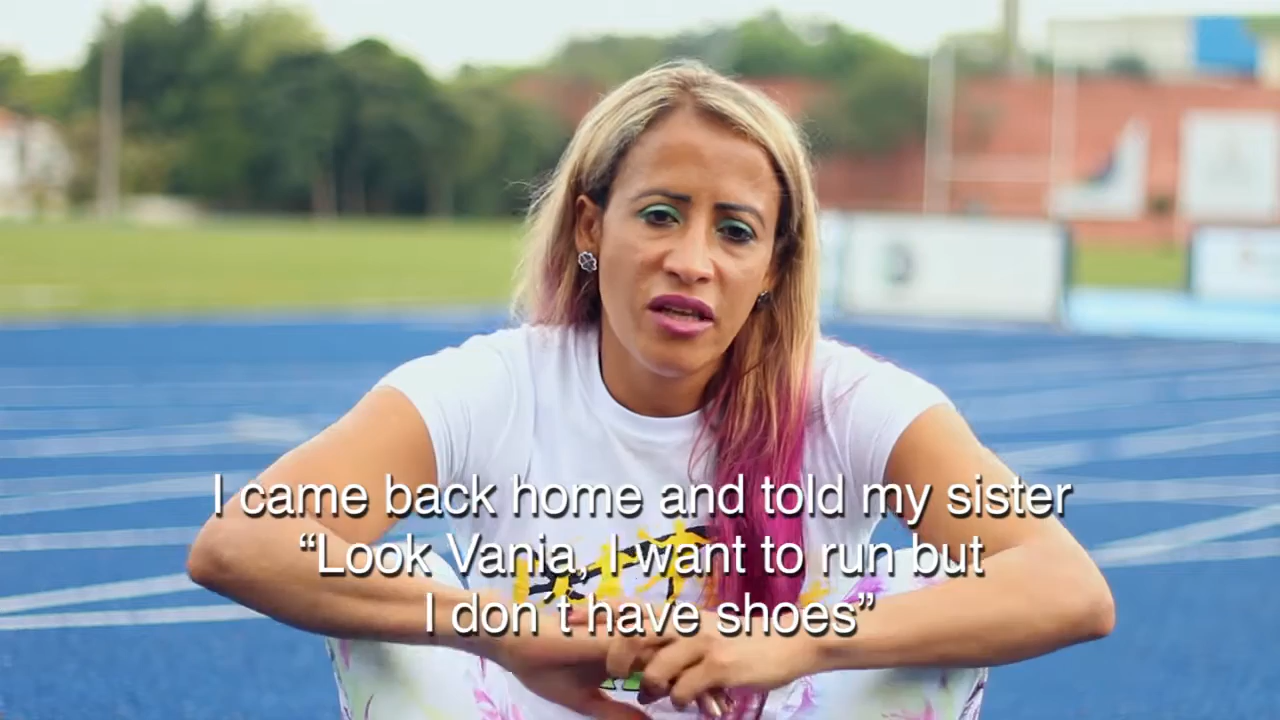 I came back home and told my sister
“Look Vania, I want to run but
I don´t have shoes”